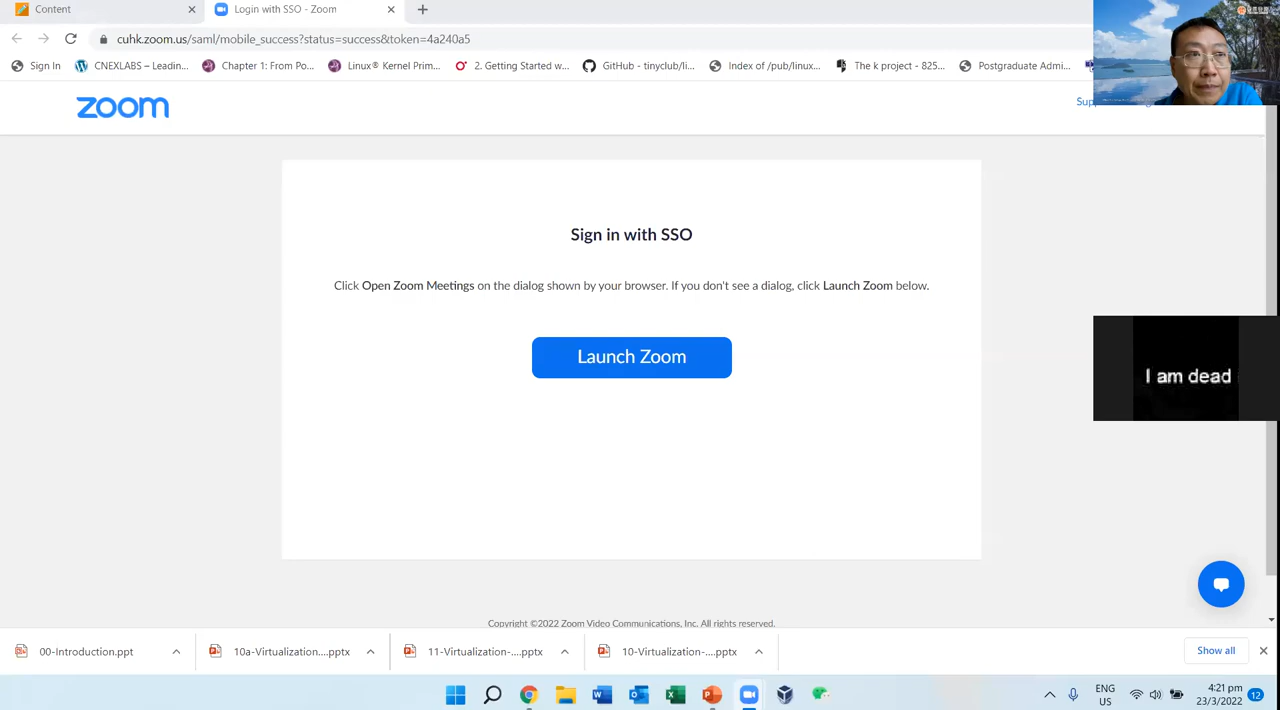 Content
Login with SSO - Zoom
cuhk.zoom.us/saml/mobile_success?status=success&token=4a240a5
Sign In
CNEXLABS – Leadin...
Chapter 1: From Po...
Linux® Kernel Prim...
2. Getting Started w...
GitHub - tinyclub/li...
Index of /pub/linux...
The k project - 825...
Postgraduate Admi...
zoom
Sign in with SSO
Click Open Zoom Meetings on the dialog shown by your browser. If you don't see a dialog, click Launch Zoom below.
Launch Zoom
I am dead
Copyright ©2022 Zoom Video Communications, Inc. All rights reserved.
00-Introduction.ppt
10a-Virtualization....pptx
11-Virtualization-....pptx
10-Virtualization-....pptx
Show all
ENG
US
4:21 pm
23/3/2022
12